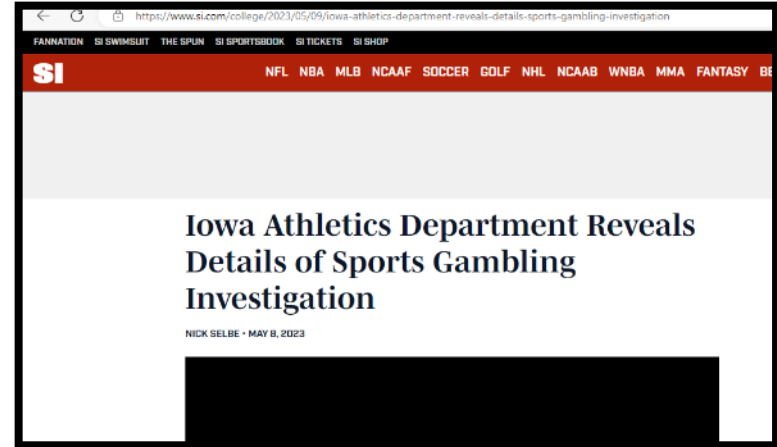 https://www.si.com/college/2023/05/09/iowa-athletics-department-reveals-details-sports-gambling-investigation
FANNATION SI SWIMSUIT THE SPUN SI SPORTSBOOK SI TICKETS SI SHOP
SI NFL NBA MLB NCAAF SOCCER GOLF NHL NCAAB WNBA MMA FANTASY BE
Iowa Athletics Department Reveals
Details of Sports Gambling
Investigation
NICK SELBE • MAY 8, 2023